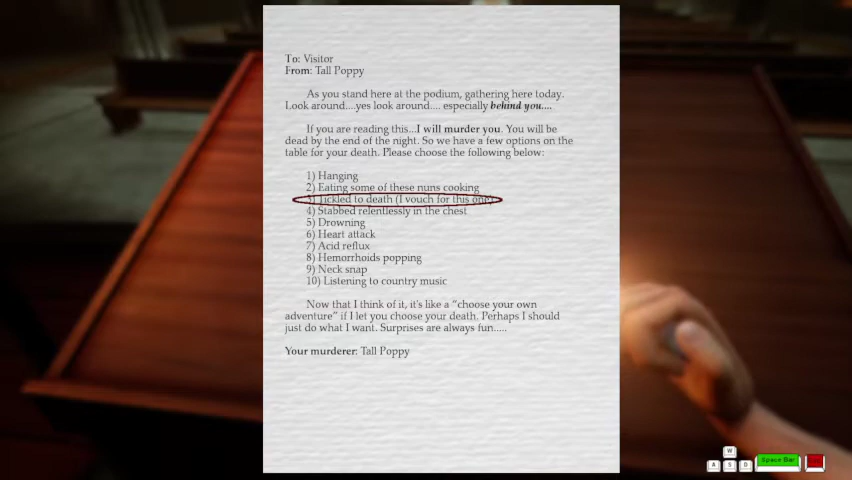 To: Visitor
From: Tall Poppy
As you stand here at the podium, gathering here today.
Look around....yes look around.... especially behind you....
If you are reading this...I will murder you. You will be
dead by the end of the night. So we have a few options on the
table for your death. Please choose the following below:
1) Hanging
2) Eating some of these nuns cooking
3) Tickled to death (I vouch for this one)
4) Stabbed relentlessly in the chest
5) Drowning
6) Heart attack
7) Acid reflux
8) Hemorrhoids popping
9) Neck snap
10) Listening to country music
Now that I think of it, it's like a “choose your own
adventure” if I let you choose your death. Perhaps I should
just do what I want. Surprises are always fun.....
Your murderer: Tall Poppy
W
A S D Space Bar